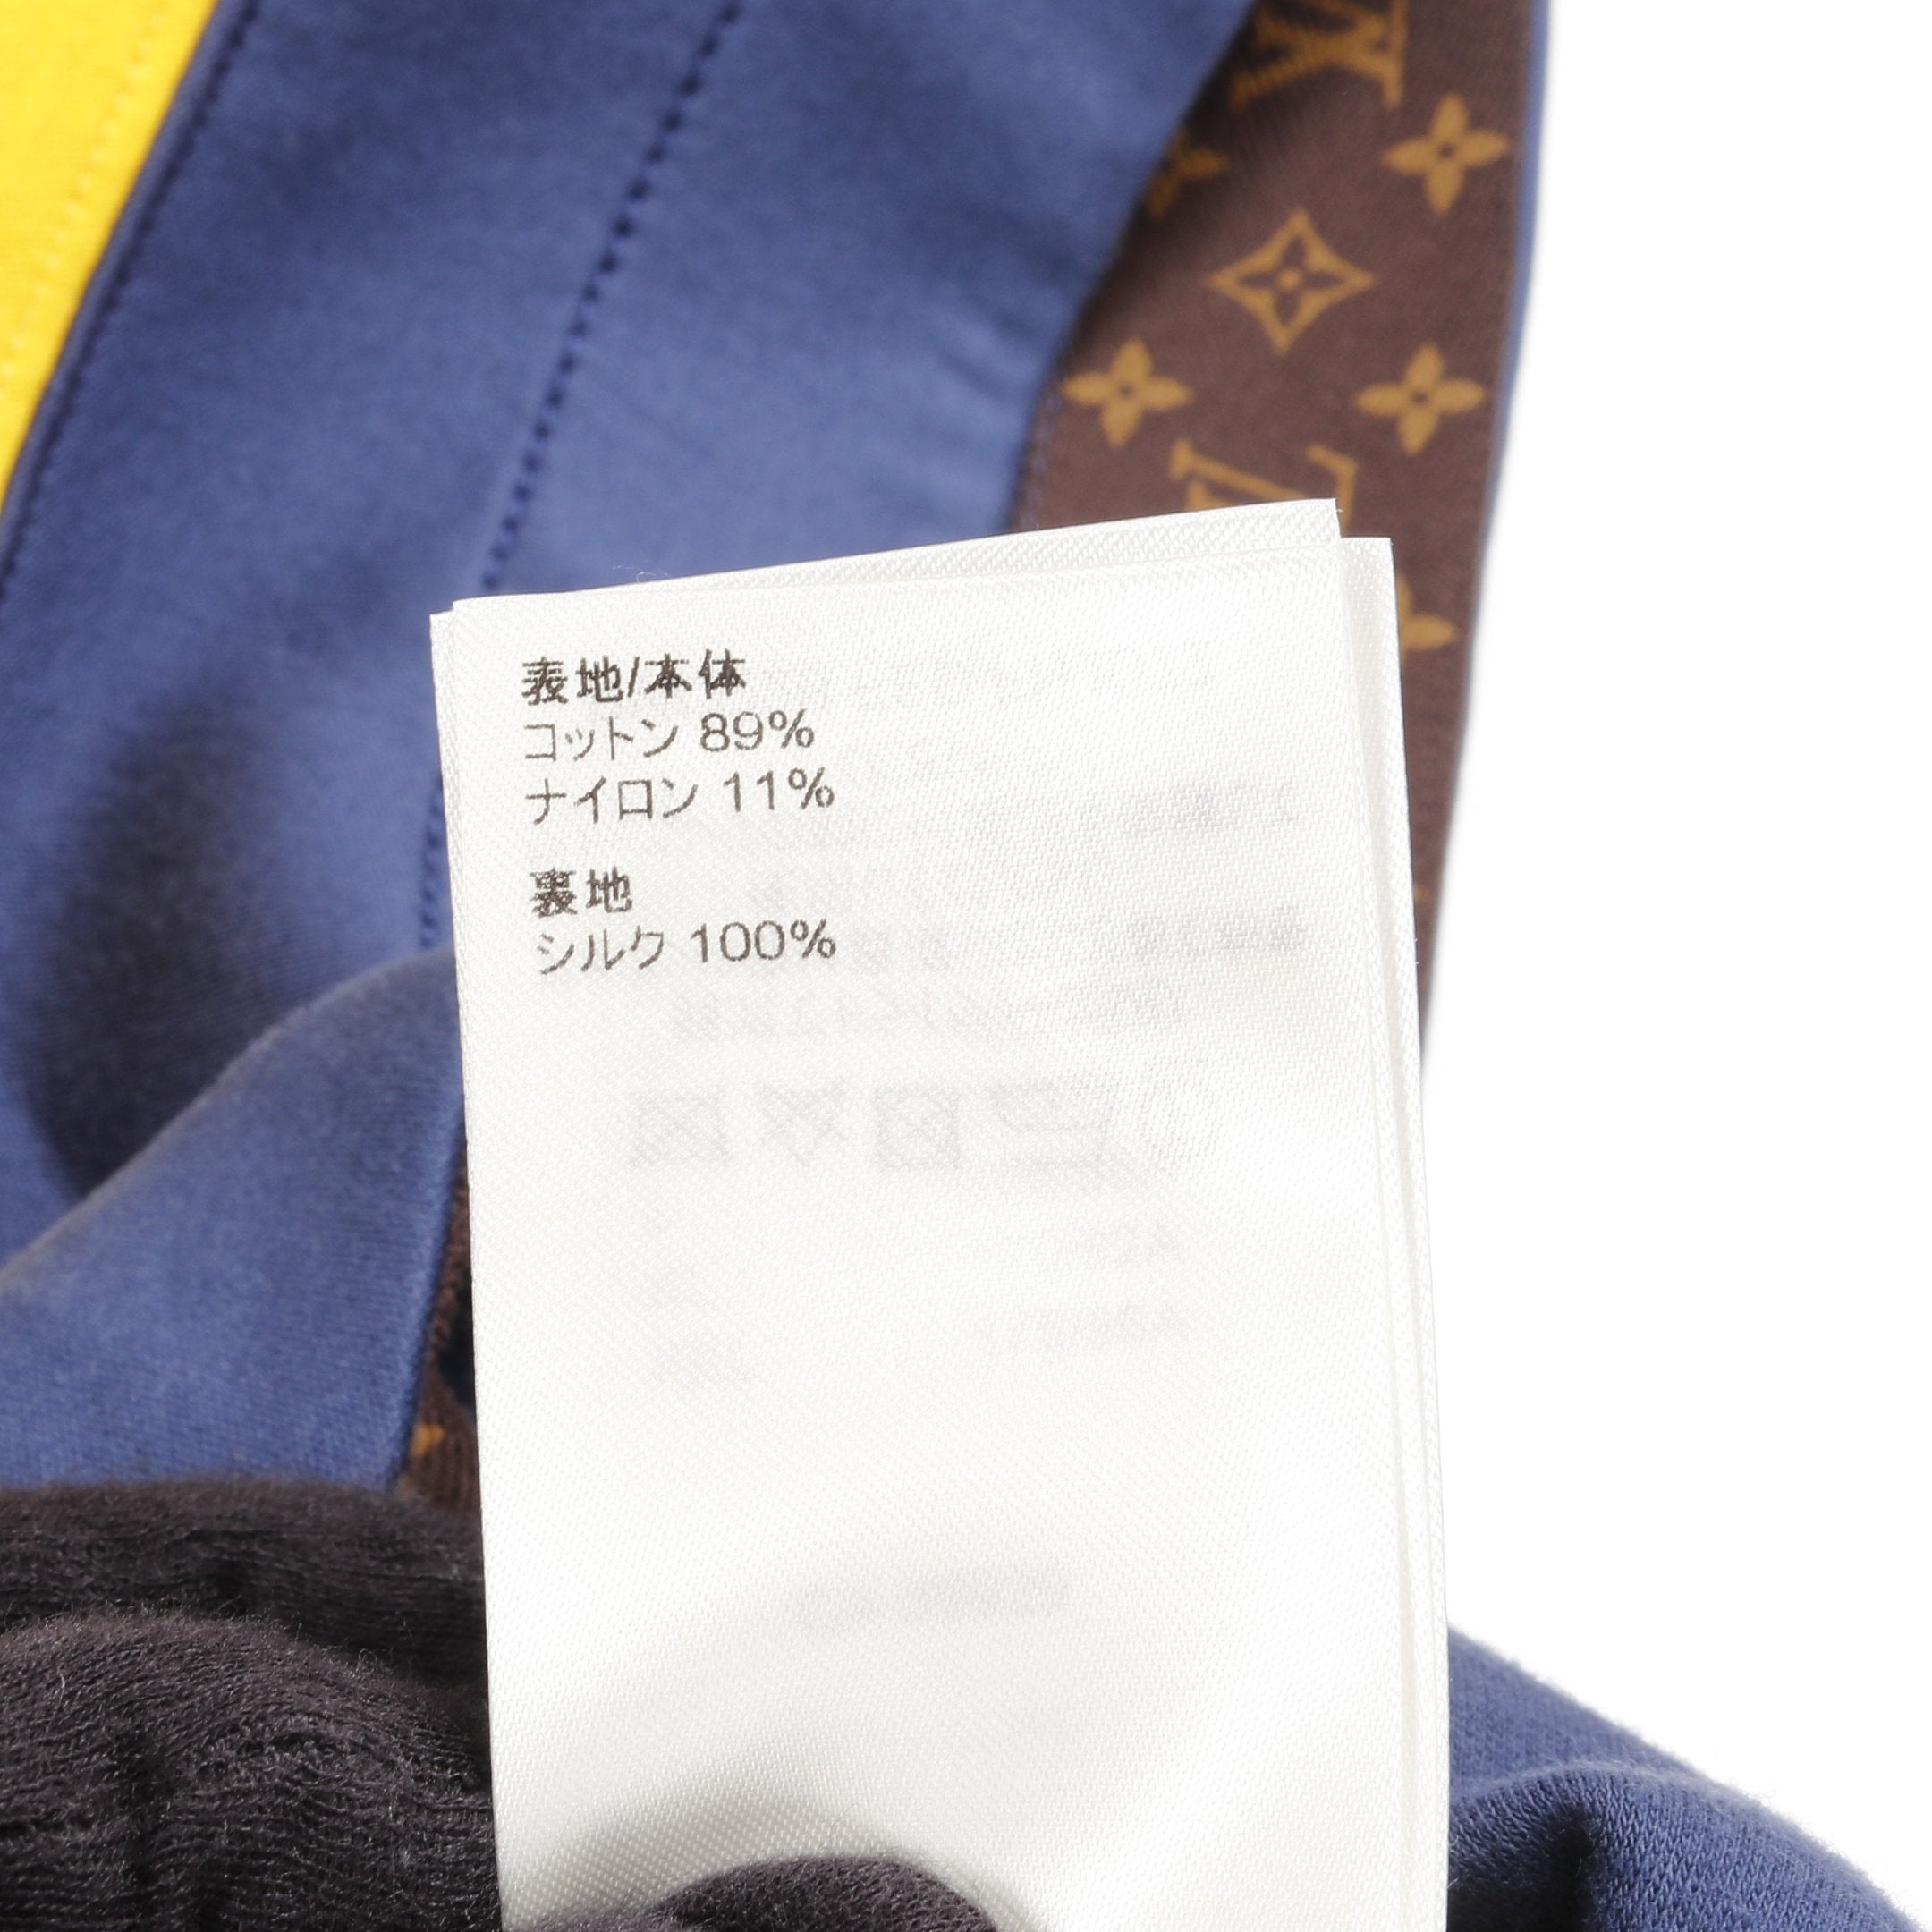 表地/本体
コットン 89%
ナイロン 11%
裏地
シルク 100%